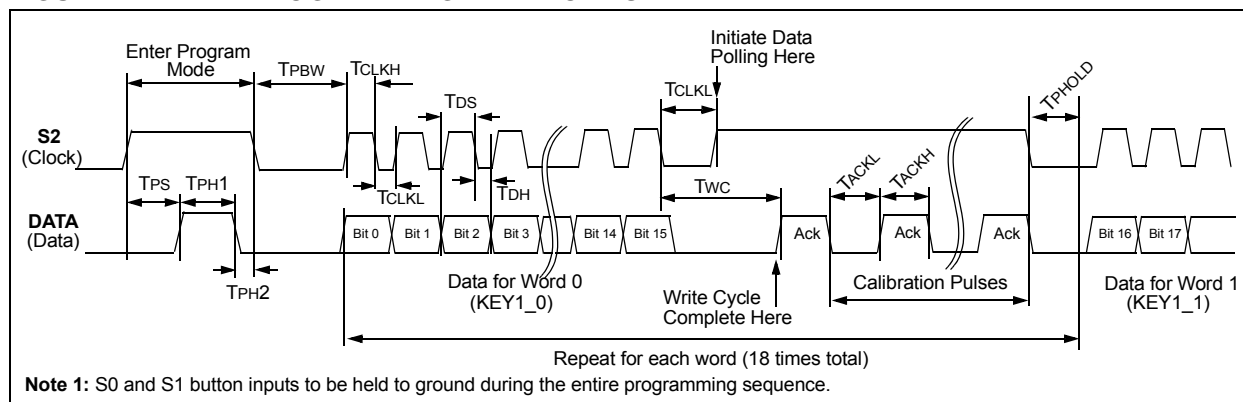 Enter Program
Mode
TPBW
TCLKH
TDS
TCLKL
Initiate Data
Polling Here
TPHOLD
S2
(Clock)
TPS
TPH1
TCLKL
TDH
TWC
TACKL
TACKH
DATA
(Data)
Bit 0
Bit 1
Bit 2
Bit 3
Bit 14
Bit 15
Ack
Ack
Ack
Bit 16
Bit 17
TPH2
Data for Word 0
(KEY1_0)
Write Cycle
Complete Here
Calibration Pulses
Data for Word 1
(KEY1_1)
Repeat for each word (18 times total)
Note 1: S0 and S1 button inputs to be held to ground during the entire programming sequence.